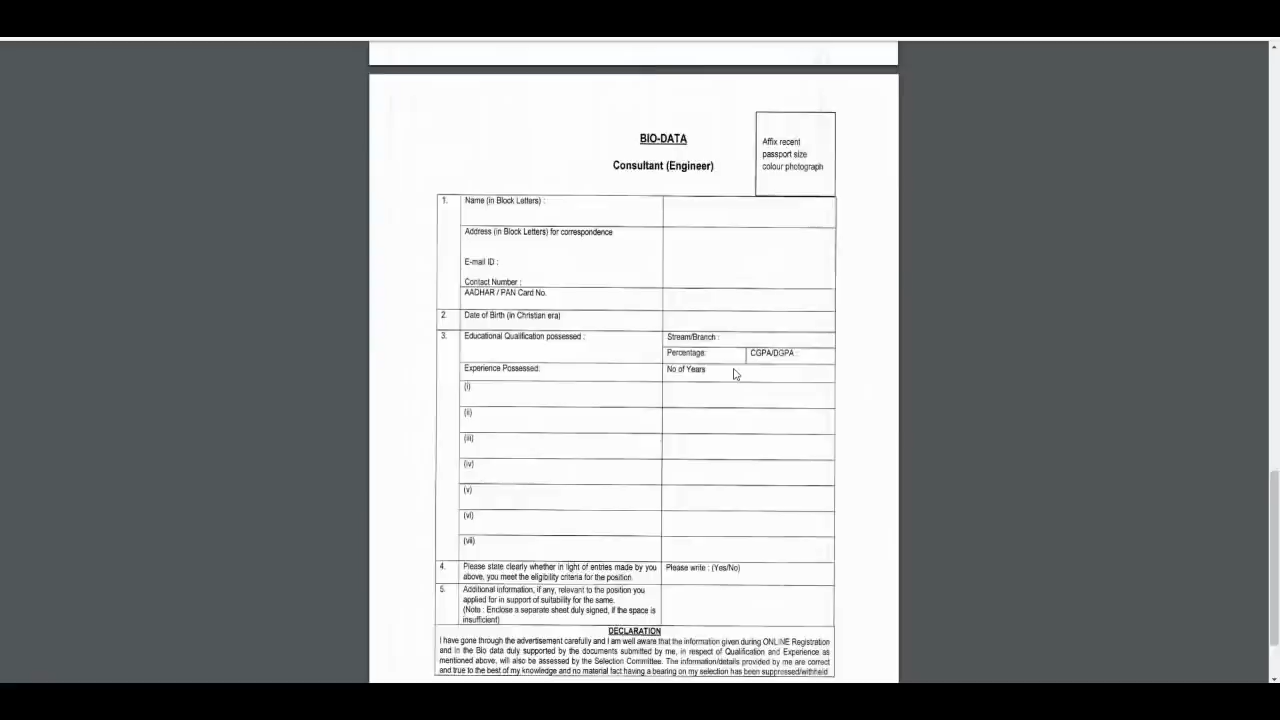 BIO-DATA
Consultant (Engineer)
Affix recent
passport size
colour photograph
1. Name (in Block Letters) :
Address (in Block Letters) for correspondence
E-mail ID :
Contact Number :
AADHAR / PAN Card No.
2. Date of Birth (in Christian era)
3. Educational Qualification possessed : Stream/Branch :
Percentage: CGPA/DGPA :
Experience Possessed: No of Years
(i)
(ii)
(iii)
(iv)
(v)
(vi)
(vii)
4. Please state clearly whether in light of entries made by you Please write : (Yes/No)
above, you meet the eligibility criteria for the position.
5. Additional information, if any, relevant to the position you
applied for in support of suitability for the same.
(Note : Enclose a separate sheet duly signed, if the space is
insufficient)
DECLARATION
I have gone through the advertisement carefully and I am well aware that the information given during ONLINE Registration
and in the Bio data duly supported by the documents submitted by me, in respect of Qualification and Experience as
mentioned above, will also be assessed by the Selection Committee. The information/details provided by me are correct
and true to the best of my knowledge and no material fact having a bearing on my selection has been suppressed/withheld